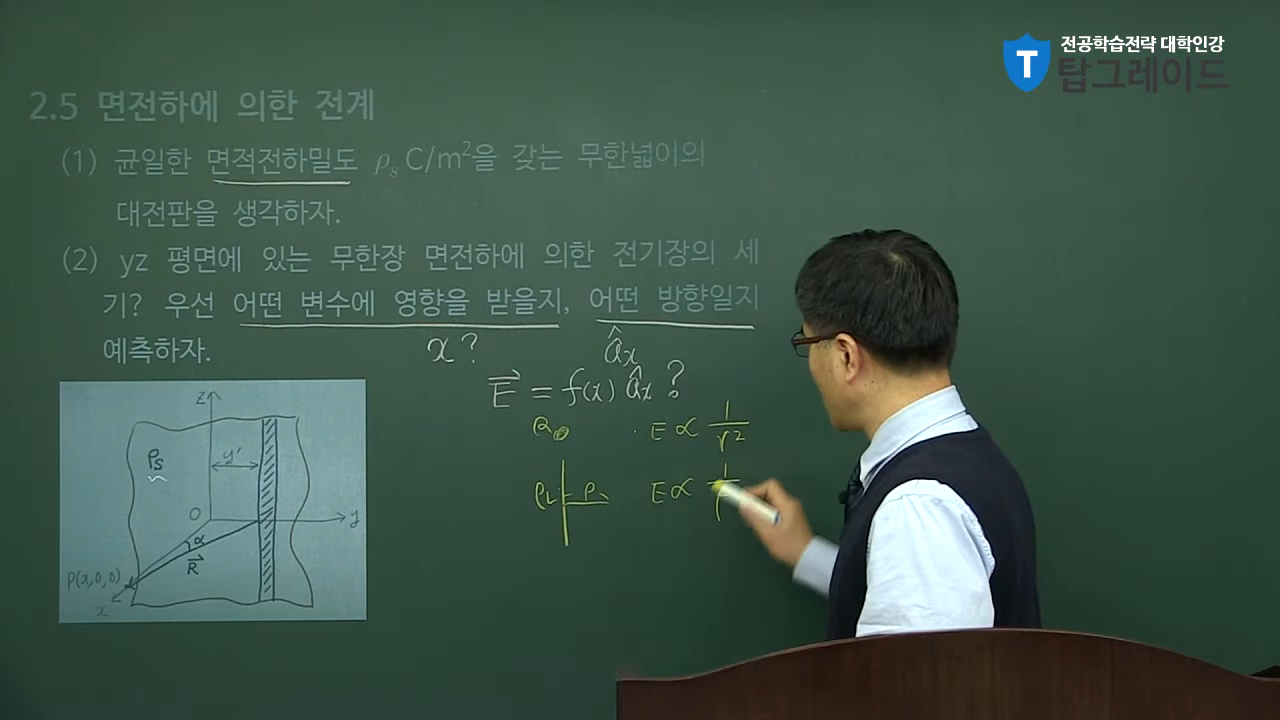 전공학습전략 대학인강
탑그레이드
2.5 면전하에 의한 전계
(1) 균일한 면적전하밀도 ρs C/m²을 갖는 무한넓이의
대전판을 생각하자.
(2) yz 평면에 있는 무한장 면전하에 의한 전기장의 세
기? 우선 어떤 변수에 영향을 받을지, 어떤 방향일지
예측하자.
x? âx
E⃗ = f(x) âx ?
E ∝ 1/r²
ρL ρ E ∝ 1/ρ
z
ρs
y'
O
y
α
R⃗
P(x,0,0)
x